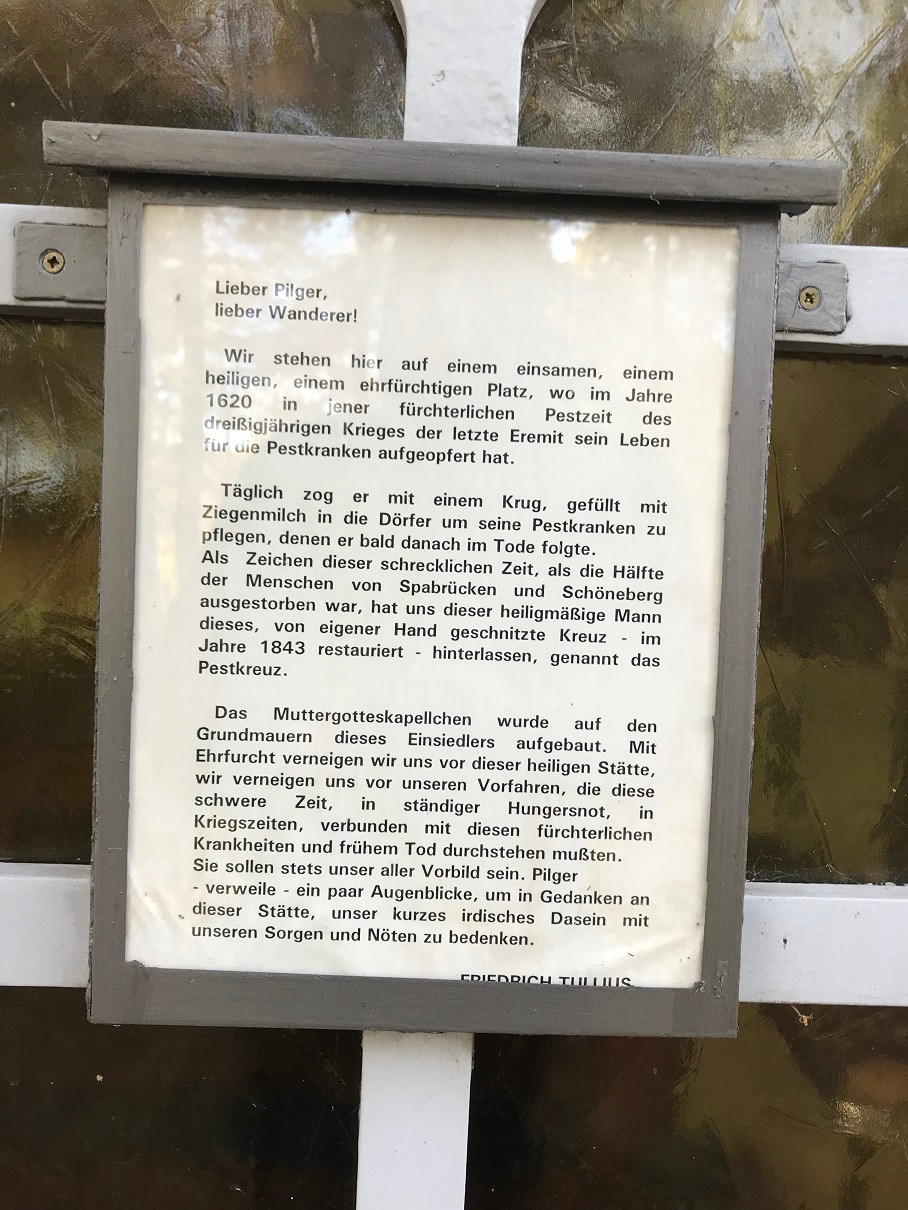 Lieber Pilger,
lieber Wanderer!
Wir stehen hier auf einem einsamen, einem
heiligen, einem ehrfürchtigen Platz, wo im Jahre
1620 in jener fürchterlichen Pestzeit des
dreißigjährigen Krieges der letzte Eremit sein Leben
für die Pestkranken aufgeopfert hat.
Täglich zog er mit einem Krug, gefüllt mit
Ziegenmilch in die Dörfer um seine Pestkranken zu
pflegen, denen er bald danach im Tode folgte.
Als Zeichen dieser schrecklichen Zeit, als die Hälfte
der Menschen von Spabrücken und Schöneberg
ausgestorben war, hat uns dieser heiligmäßige Mann
dieses, von eigener Hand geschnitzte Kreuz - im
Jahre 1843 restauriert - hinterlassen, genannt das
Pestkreuz.
Das Muttergotteskapellchen wurde auf den
Grundmauern dieses Einsiedlers aufgebaut. Mit
Ehrfurcht verneigen wir uns vor dieser heiligen Stätte,
wir verneigen uns vor unseren Vorfahren, die diese
schwere Zeit, in ständiger Hungersnot, in
Kriegszeiten, verbunden mit diesen fürchterlichen
Krankheiten und frühem Tod durchstehen mußten.
Sie sollen stets unser aller Vorbild sein. Pilger
- verweile - ein paar Augenblicke, um in Gedanken an
dieser Stätte, unser kurzes irdisches Dasein mit
unseren Sorgen und Nöten zu bedenken.
FRIEDRICH TULLIUS